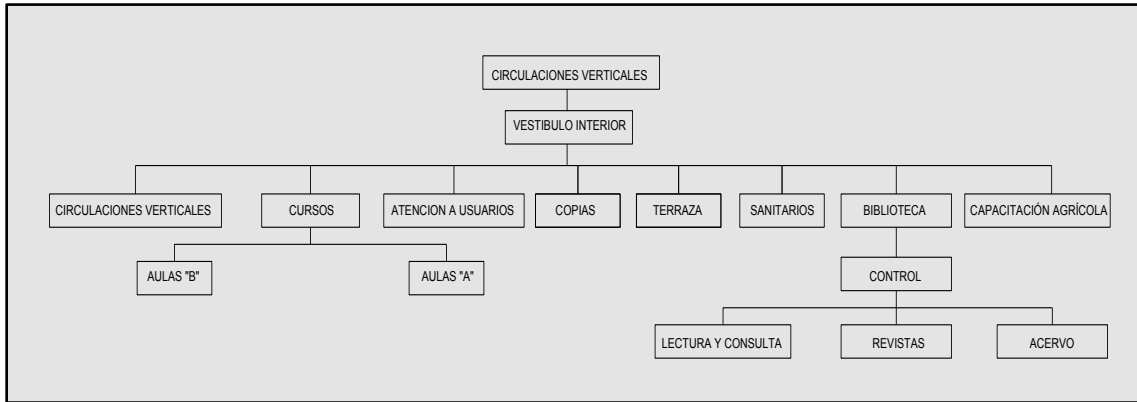 CIRCULACIONES VERTICALES
VESTIBULO INTERIOR
CIRCULACIONES VERTICALES
CURSOS
ATENCION A USUARIOS
COPIAS
TERRAZA
SANITARIOS
BIBLIOTECA
CAPACITACIÓN AGRÍCOLA
AULAS "B"
AULAS "A"
CONTROL
LECTURA Y CONSULTA
REVISTAS
ACERVO